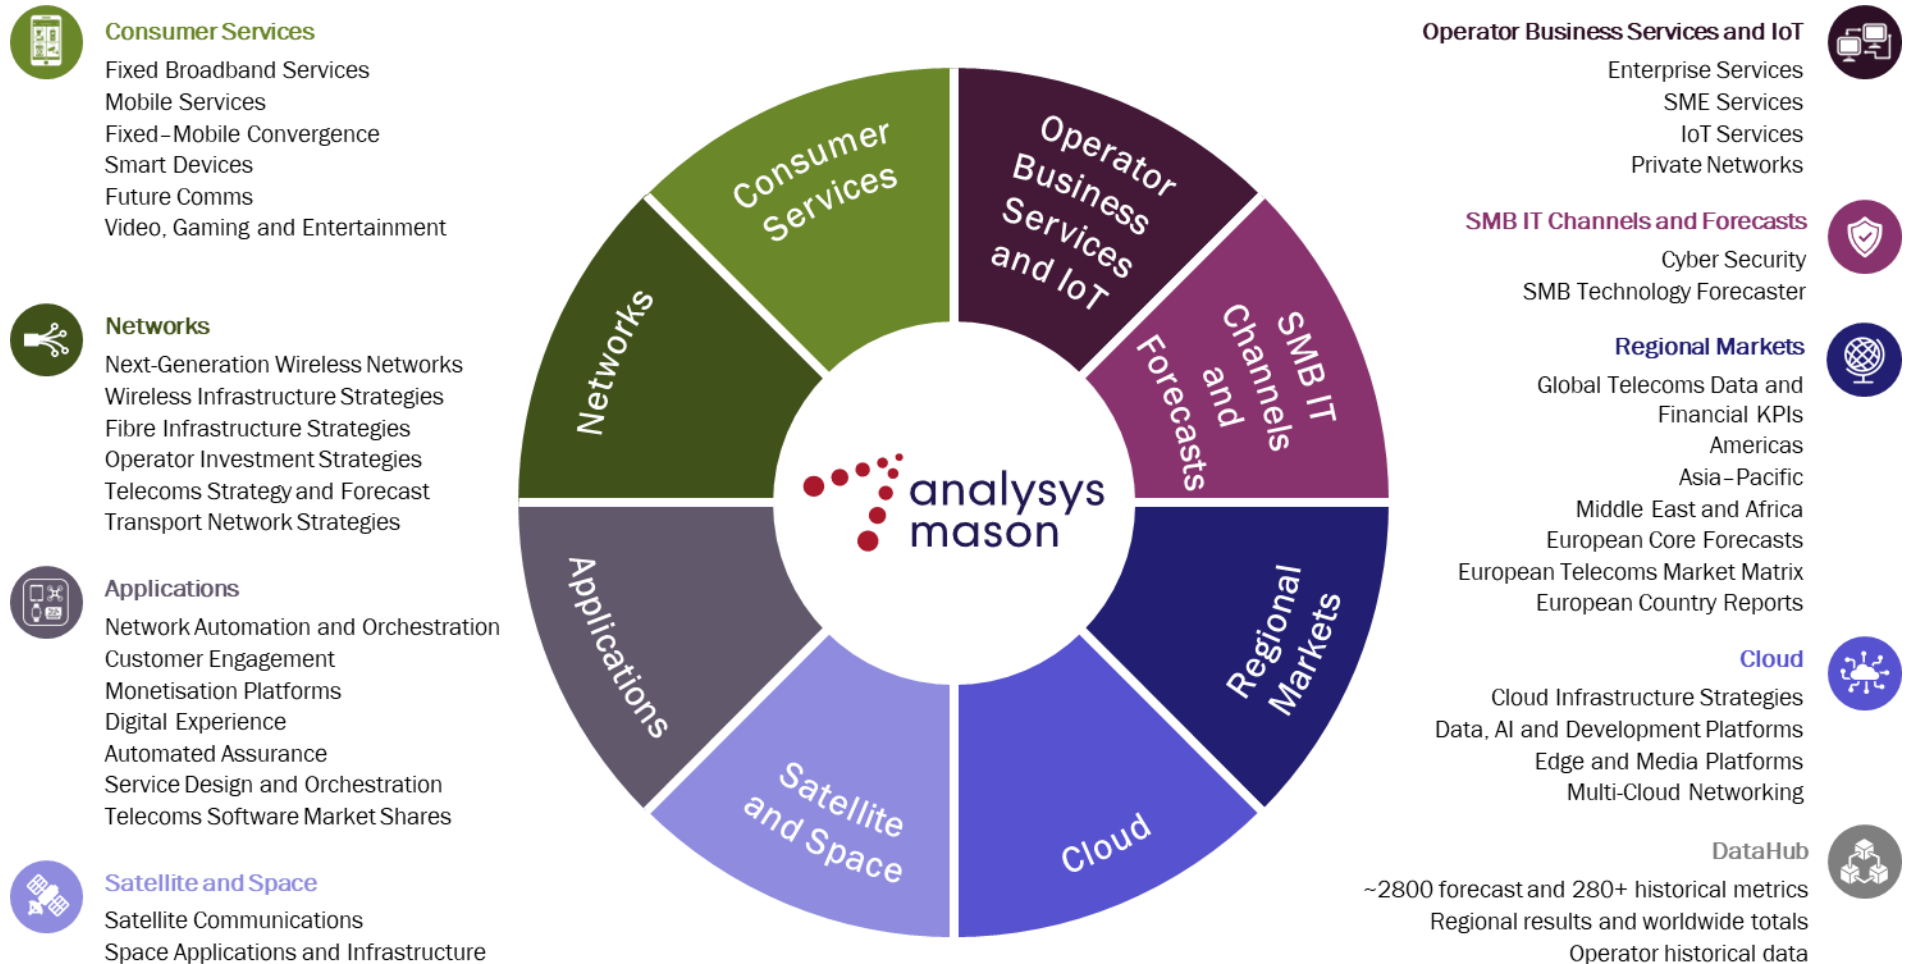 Consumer Services
Fixed Broadband Services
Mobile Services
Fixed–Mobile Convergence
Smart Devices
Future Comms
Video, Gaming and Entertainment
Networks
Next-Generation Wireless Networks
Wireless Infrastructure Strategies
Fibre Infrastructure Strategies
Operator Investment Strategies
Telecoms Strategy and Forecast
Transport Network Strategies
Applications
Network Automation and Orchestration
Customer Engagement
Monetisation Platforms
Digital Experience
Automated Assurance
Service Design and Orchestration
Telecoms Software Market Shares
Satellite and Space
Satellite Communications
Space Applications and Infrastructure
Consumer
Services
Operator
Business
Services
and IoT
Networks
SMB IT
Channels
and
Forecasts
analysys
mason
Applications
Regional
Markets
Satellite
and Space
Cloud
Operator Business Services and IoT
Enterprise Services
SME Services
IoT Services
Private Networks
SMB IT Channels and Forecasts
Cyber Security
SMB Technology Forecaster
Regional Markets
Global Telecoms Data and
Financial KPIs
Americas
Asia–Pacific
Middle East and Africa
European Core Forecasts
European Telecoms Market Matrix
European Country Reports
Cloud
Cloud Infrastructure Strategies
Data, AI and Development Platforms
Edge and Media Platforms
Multi-Cloud Networking
DataHub
~2800 forecast and 280+ historical metrics
Regional results and worldwide totals
Operator historical data